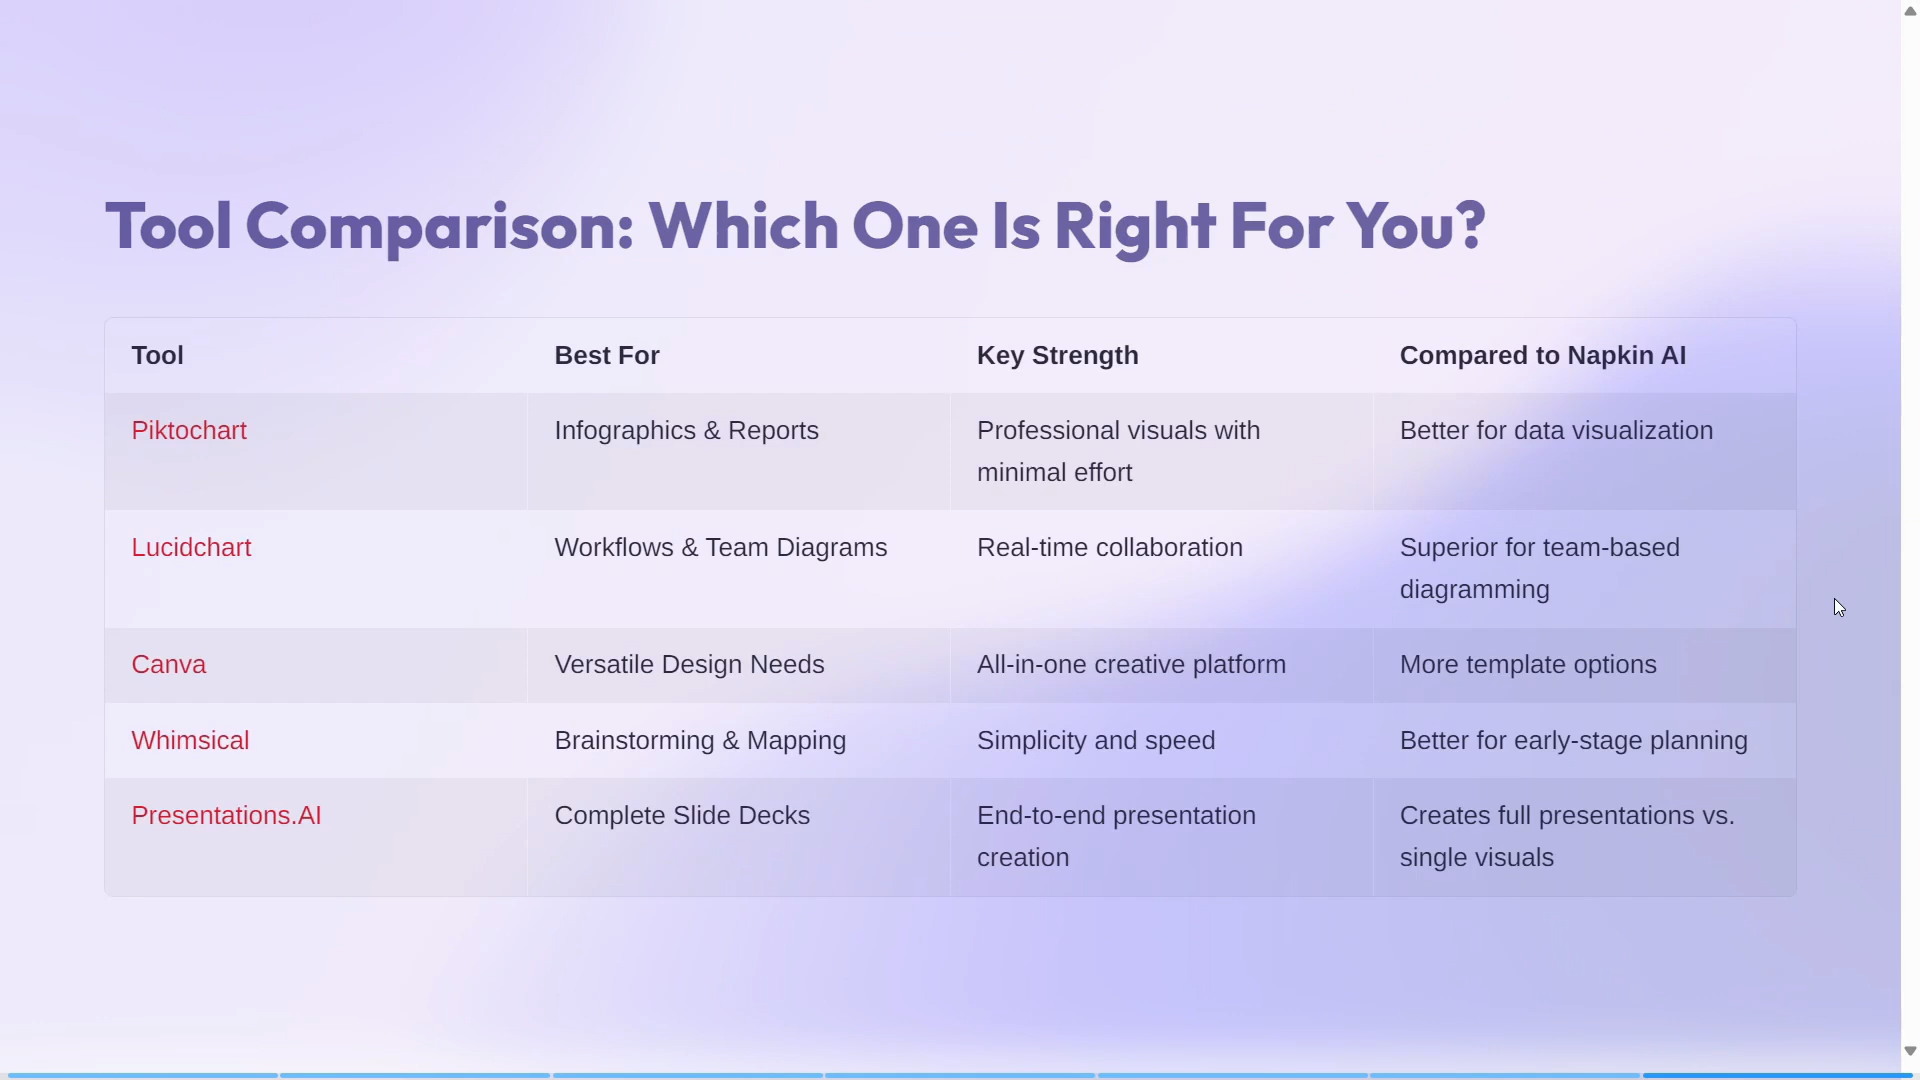 Tool Comparison: Which One Is Right For You?
Tool
Best For
Key Strength
Compared to Napkin AI
Piktochart
Infographics & Reports
Professional visuals with
minimal effort
Better for data visualization
Lucidchart
Workflows & Team Diagrams
Real-time collaboration
Superior for team-based
diagramming
Canva
Versatile Design Needs
All-in-one creative platform
More template options
Whimsical
Brainstorming & Mapping
Simplicity and speed
Better for early-stage planning
Presentations.AI
Complete Slide Decks
End-to-end presentation
creation
Creates full presentations vs.
single visuals